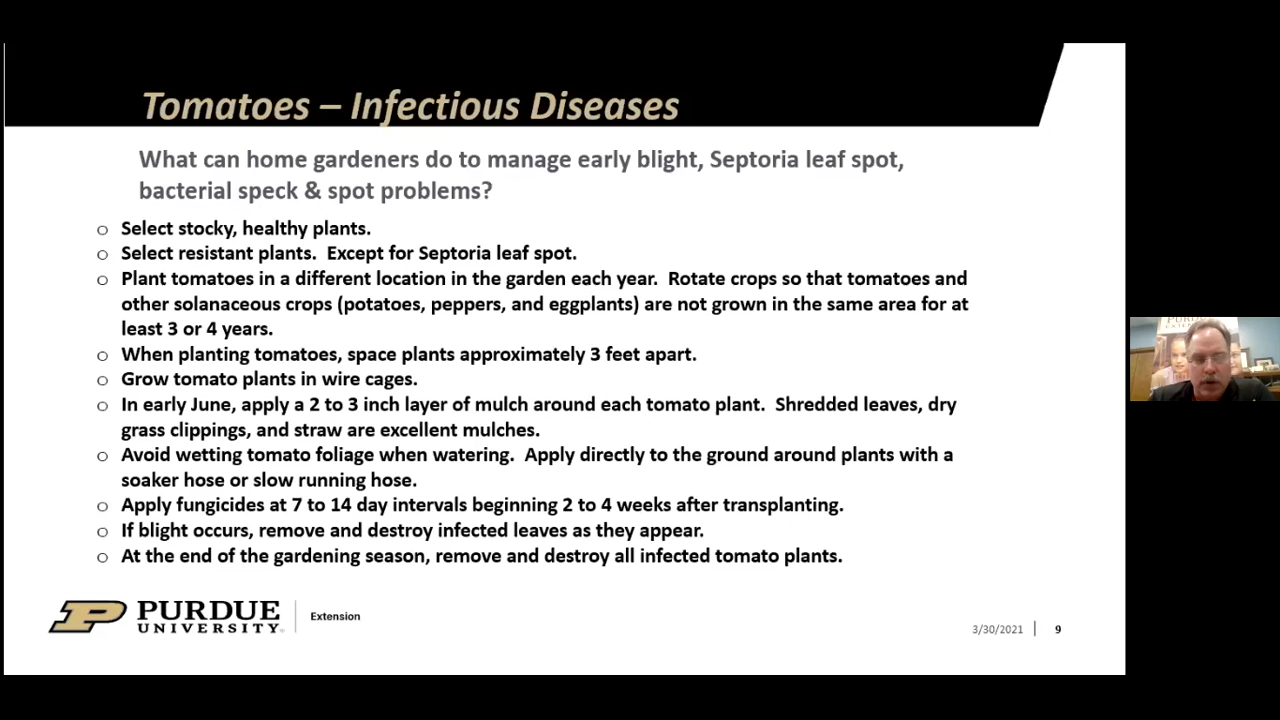 Tomatoes – Infectious Diseases
What can home gardeners do to manage early blight, Septoria leaf spot,
bacterial speck & spot problems?
o Select stocky, healthy plants.
o Select resistant plants. Except for Septoria leaf spot.
o Plant tomatoes in a different location in the garden each year. Rotate crops so that tomatoes and
other solanaceous crops (potatoes, peppers, and eggplants) are not grown in the same area for at
least 3 or 4 years.
o When planting tomatoes, space plants approximately 3 feet apart.
o Grow tomato plants in wire cages.
o In early June, apply a 2 to 3 inch layer of mulch around each tomato plant. Shredded leaves, dry
grass clippings, and straw are excellent mulches.
o Avoid wetting tomato foliage when watering. Apply directly to the ground around plants with a
soaker hose or slow running hose.
o Apply fungicides at 7 to 14 day intervals beginning 2 to 4 weeks after transplanting.
o If blight occurs, remove and destroy infected leaves as they appear.
o At the end of the gardening season, remove and destroy all infected tomato plants.
PURDUE
UNIVERSITY
Extension
3/30/2021 | 9